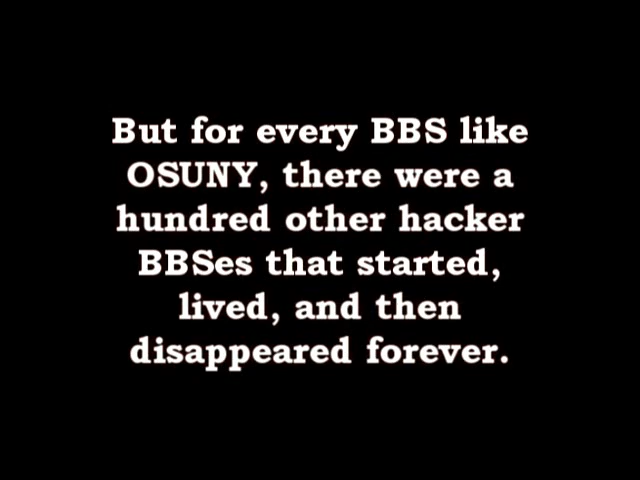 But for every BBS like
OSUNY, there were a
hundred other hacker
BBSes that started,
lived, and then
disappeared forever.